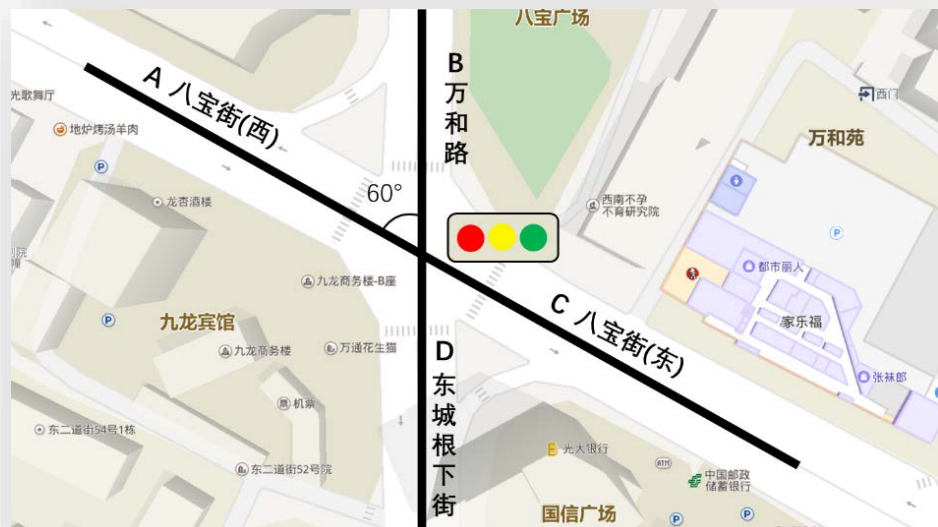 八宝广场
B
万
和
路
A 八宝街(西)
光歌舞厅
地炉烤汤羊肉
P
西门
万和苑
龙杏酒楼
60°
西南不孕
不育研究院
P
都市丽人
九龙商务楼-B座
C 八宝街(东)
家乐福
P
九龙宾馆
九龙商务楼
万通花生猫
D
东
城
根
下
街
张袜郎
机票
票
东二道街54号1栋
东二道街52号院
光大银行
ATM
中国邮政
储蓄银行
国信广场
P
P